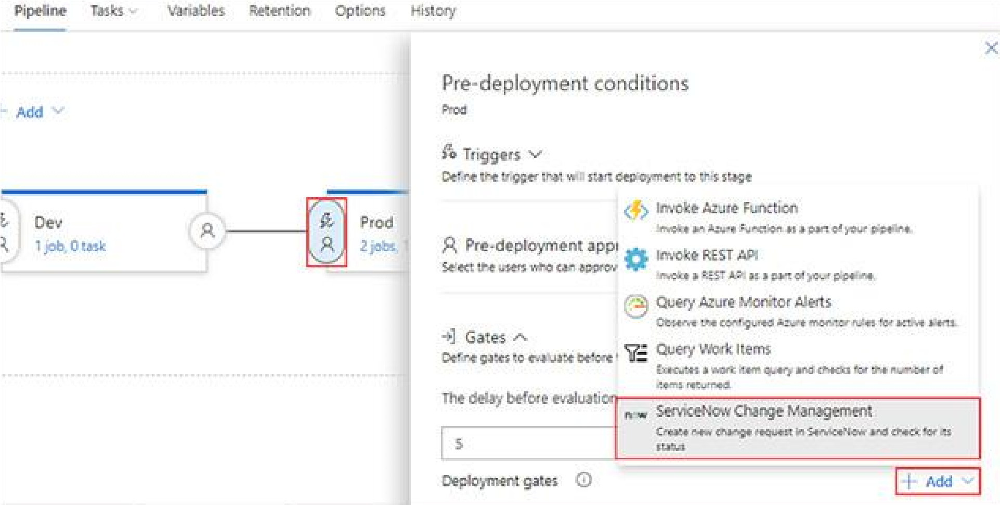 Pipeline Tasks Variables Retention Options History
Add
Dev
1 job, 0 task
Prod
2 jobs,
Pre-deployment conditions
Prod
Triggers
Define the trigger that will start deployment to this stage
Pre-deployment appr
Select the users who can approv
Gates
Define gates to evaluate before
The delay before evaluation
5
Deployment gates
Invoke Azure Function
Invoke an Azure Function as a part of your pipeline.
Invoke REST API
Invoke a REST API as a part of your pipeline.
Query Azure Monitor Alerts
Observe the configured Azure monitor rules for active alerts.
Query Work Items
Executes a work item query and checks for the number of
items returned.
now ServiceNow Change Management
Create new change request in ServiceNow and check for its
status
+ Add